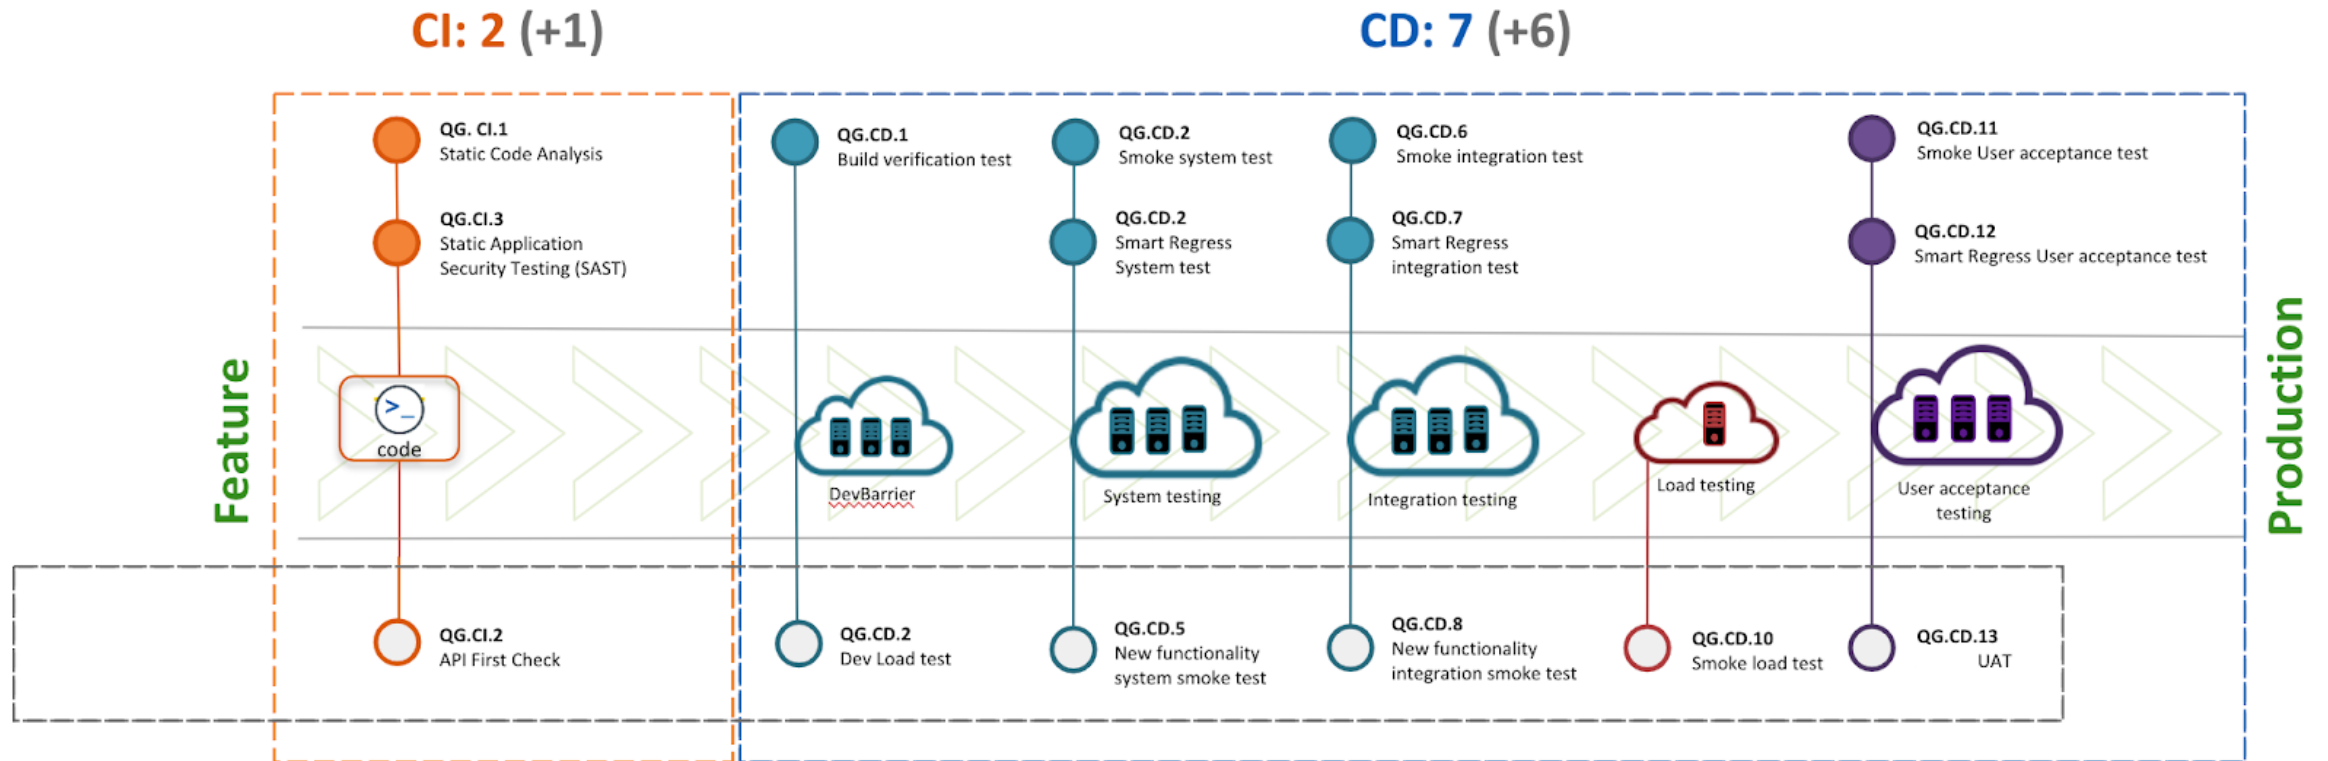 CI: 2 (+1)
CD: 7 (+6)
QG. CI.1
Static Code Analysis
QG.CI.3
Static Application
Security Testing (SAST)
QG.CD.1
Build verification test
QG.CD.2
Smoke system test
QG.CD.2
Smart Regress
System test
QG.CD.6
Smoke integration test
QG.CD.7
Smart Regress
integration test
QG.CD.11
Smoke User acceptance test
QG.CD.12
Smart Regress User acceptance test
Feature
>_
code
DevBarrier
System testing
Integration testing
Load testing
User acceptance
testing
Production
QG.CI.2
API First Check
QG.CD.2
Dev Load test
QG.CD.5
New functionality
system smoke test
QG.CD.8
New functionality
integration smoke test
QG.CD.10
Smoke load test
QG.CD.13
UAT